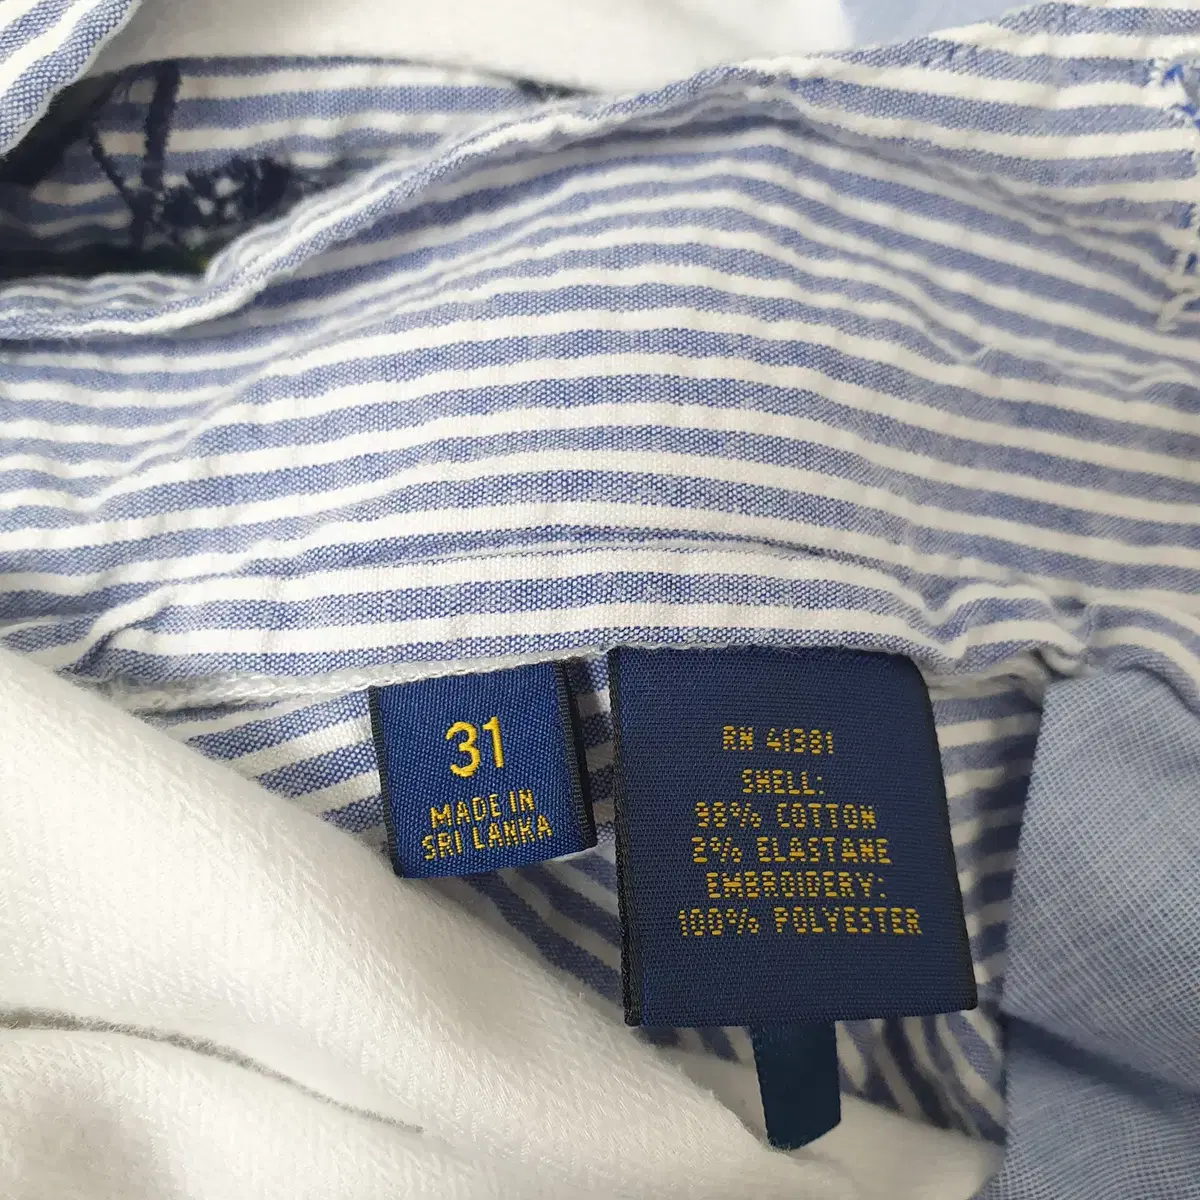 31
MADE IN
SRI LANKA
RN 41381
SHELL:
98% COTTON
2% ELASTANE
EMBROIDERY:
100% POLYESTER